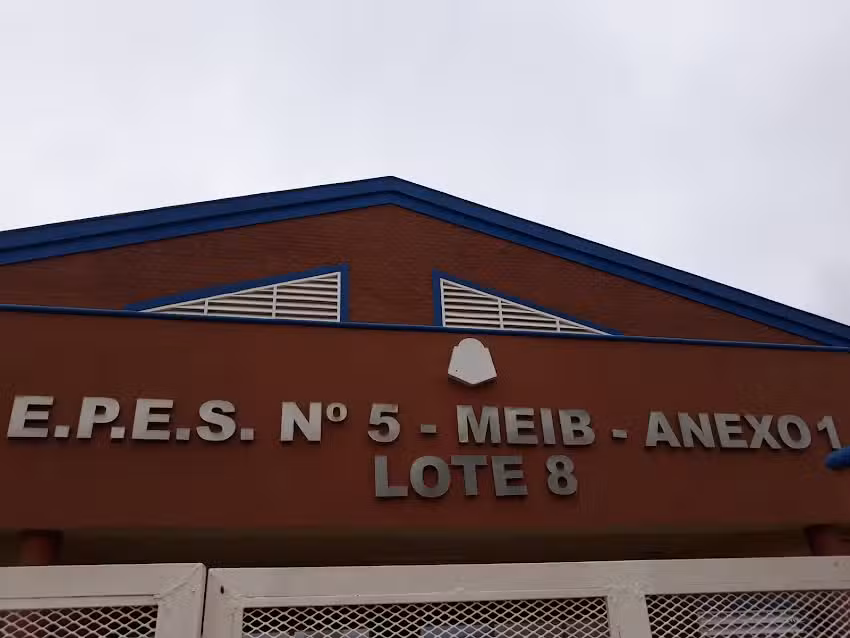 E.P.E.S. Nº 5 - MEIB - ANEXO 1
LOTE 8